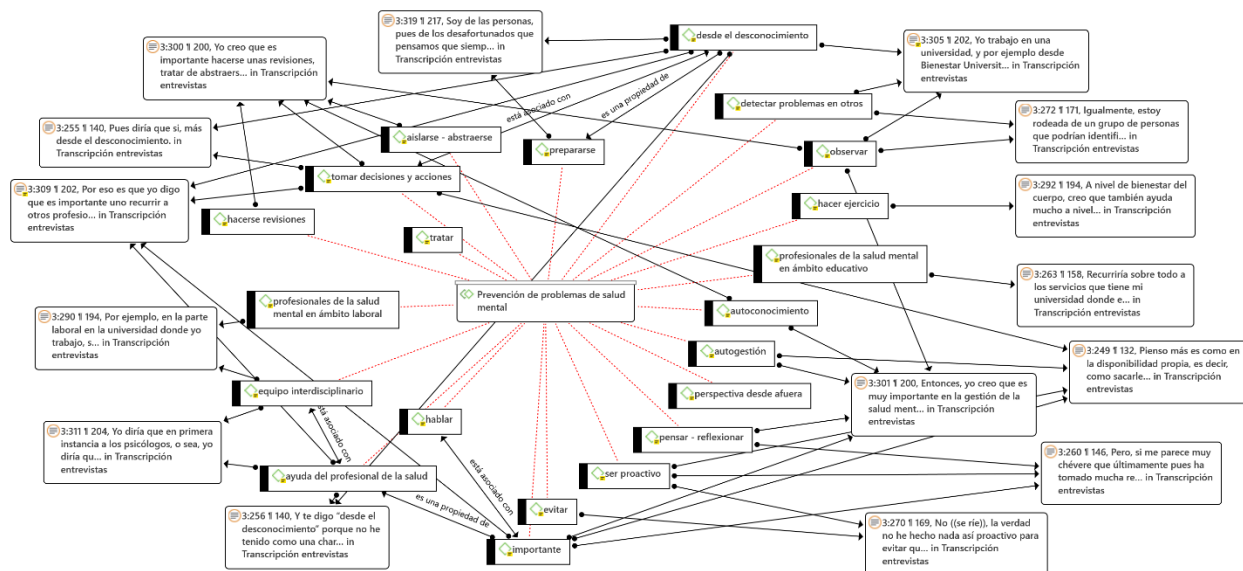 3:319 ¶ 217, Soy de las personas,
pues de los desafortunados
que pensamos que siemp... in
Transcripción entrevistas
desde el desconocimiento
3:305 ¶ 202, Yo trabajo en una
universidad, y por ejemplo desde
Bienestar Universit... in
Transcripción entrevistas
3:300 ¶ 200, Yo creo que es
importante hacerse unas revisiones,
tratar de abstraers... in
Transcripción entrevistas
es una propiedad de
está asociado con
detectar problemas en otros
3:272 ¶ 171, Igualmente, estoy
rodeada de un grupo de personas
que podrían identifi... in
Transcripción entrevistas
3:255 ¶ 140, Pues diría que si, más
desde el desconocimiento. in
Transcripción entrevistas
aislarse - abstraerse
prepararse
observar
3:309 ¶ 202, Por eso es que yo digo
que es importante uno recurrir a
otros profesio... in Transcripción
entrevistas
tomar decisiones y acciones
hacerse revisiones
hacer ejercicio
3:292 ¶ 194, A nivel de bienestar del
cuerpo, creo que también ayuda
mucho a nivel... in Transcripción
entrevistas
tratar
profesionales de la salud mental
en ámbito educativo
3:263 ¶ 158, Recurriría sobre todo a
los servicios que tiene mi
universidad donde e... in
Transcripción entrevistas
Prevención de problemas de salud
mental
profesionales de la salud
mental en ámbito laboral
autoconocimiento
3:290 ¶ 194, Por ejemplo, en la parte
laboral en la universidad donde yo
trabajo, s... in Transcripción
entrevistas
autogestión
3:249 ¶ 132, Pienso más es como en
la disponibilidad propia, es decir,
como sacarle... in Transcripción
entrevistas
equipo interdisciplinario
perspectiva desde afuera
3:301 ¶ 200, Entonces, yo creo que es
muy importante en la gestión de la
salud ment... in Transcripción
entrevistas
hablar
está asociado con
3:311 ¶ 204, Yo diría que en primera
instancia a los psicólogos, o sea, yo
diría qu... in Transcripción
entrevistas
pensar - reflexionar
3:260 ¶ 146, Pero, si me parece muy
chévere que últimamente pues ha
tomado mucha re... in Transcripción
entrevistas
ayuda del profesional de la salud
está asociado con
ser proactivo
es una propiedad de
3:256 ¶ 140, Y te digo “desde el
desconocimiento” porque no he
tenido como una char... in
Transcripción entrevistas
evitar
importante
3:270 ¶ 169, No ((se ríe)), la verdad
no he hecho nada así proactivo para
evitar qu... in Transcripción
entrevistas